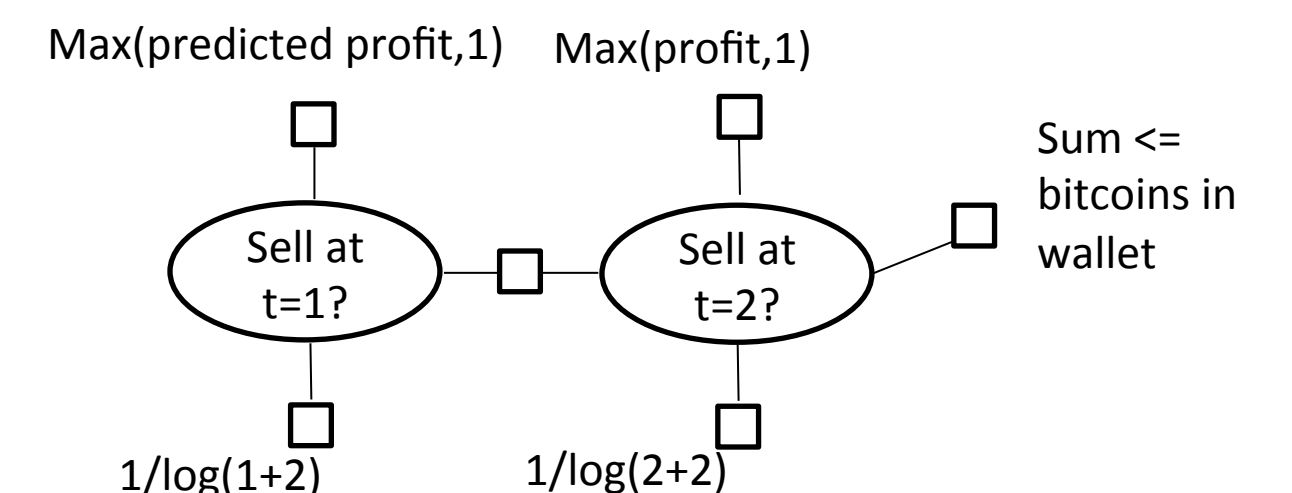 Max(predicted profit,1)
Max(profit,1)
Sum <=
bitcoins in
wallet
Sell at
t=1?
Sell at
t=2?
1/log(1+2)
1/log(2+2)